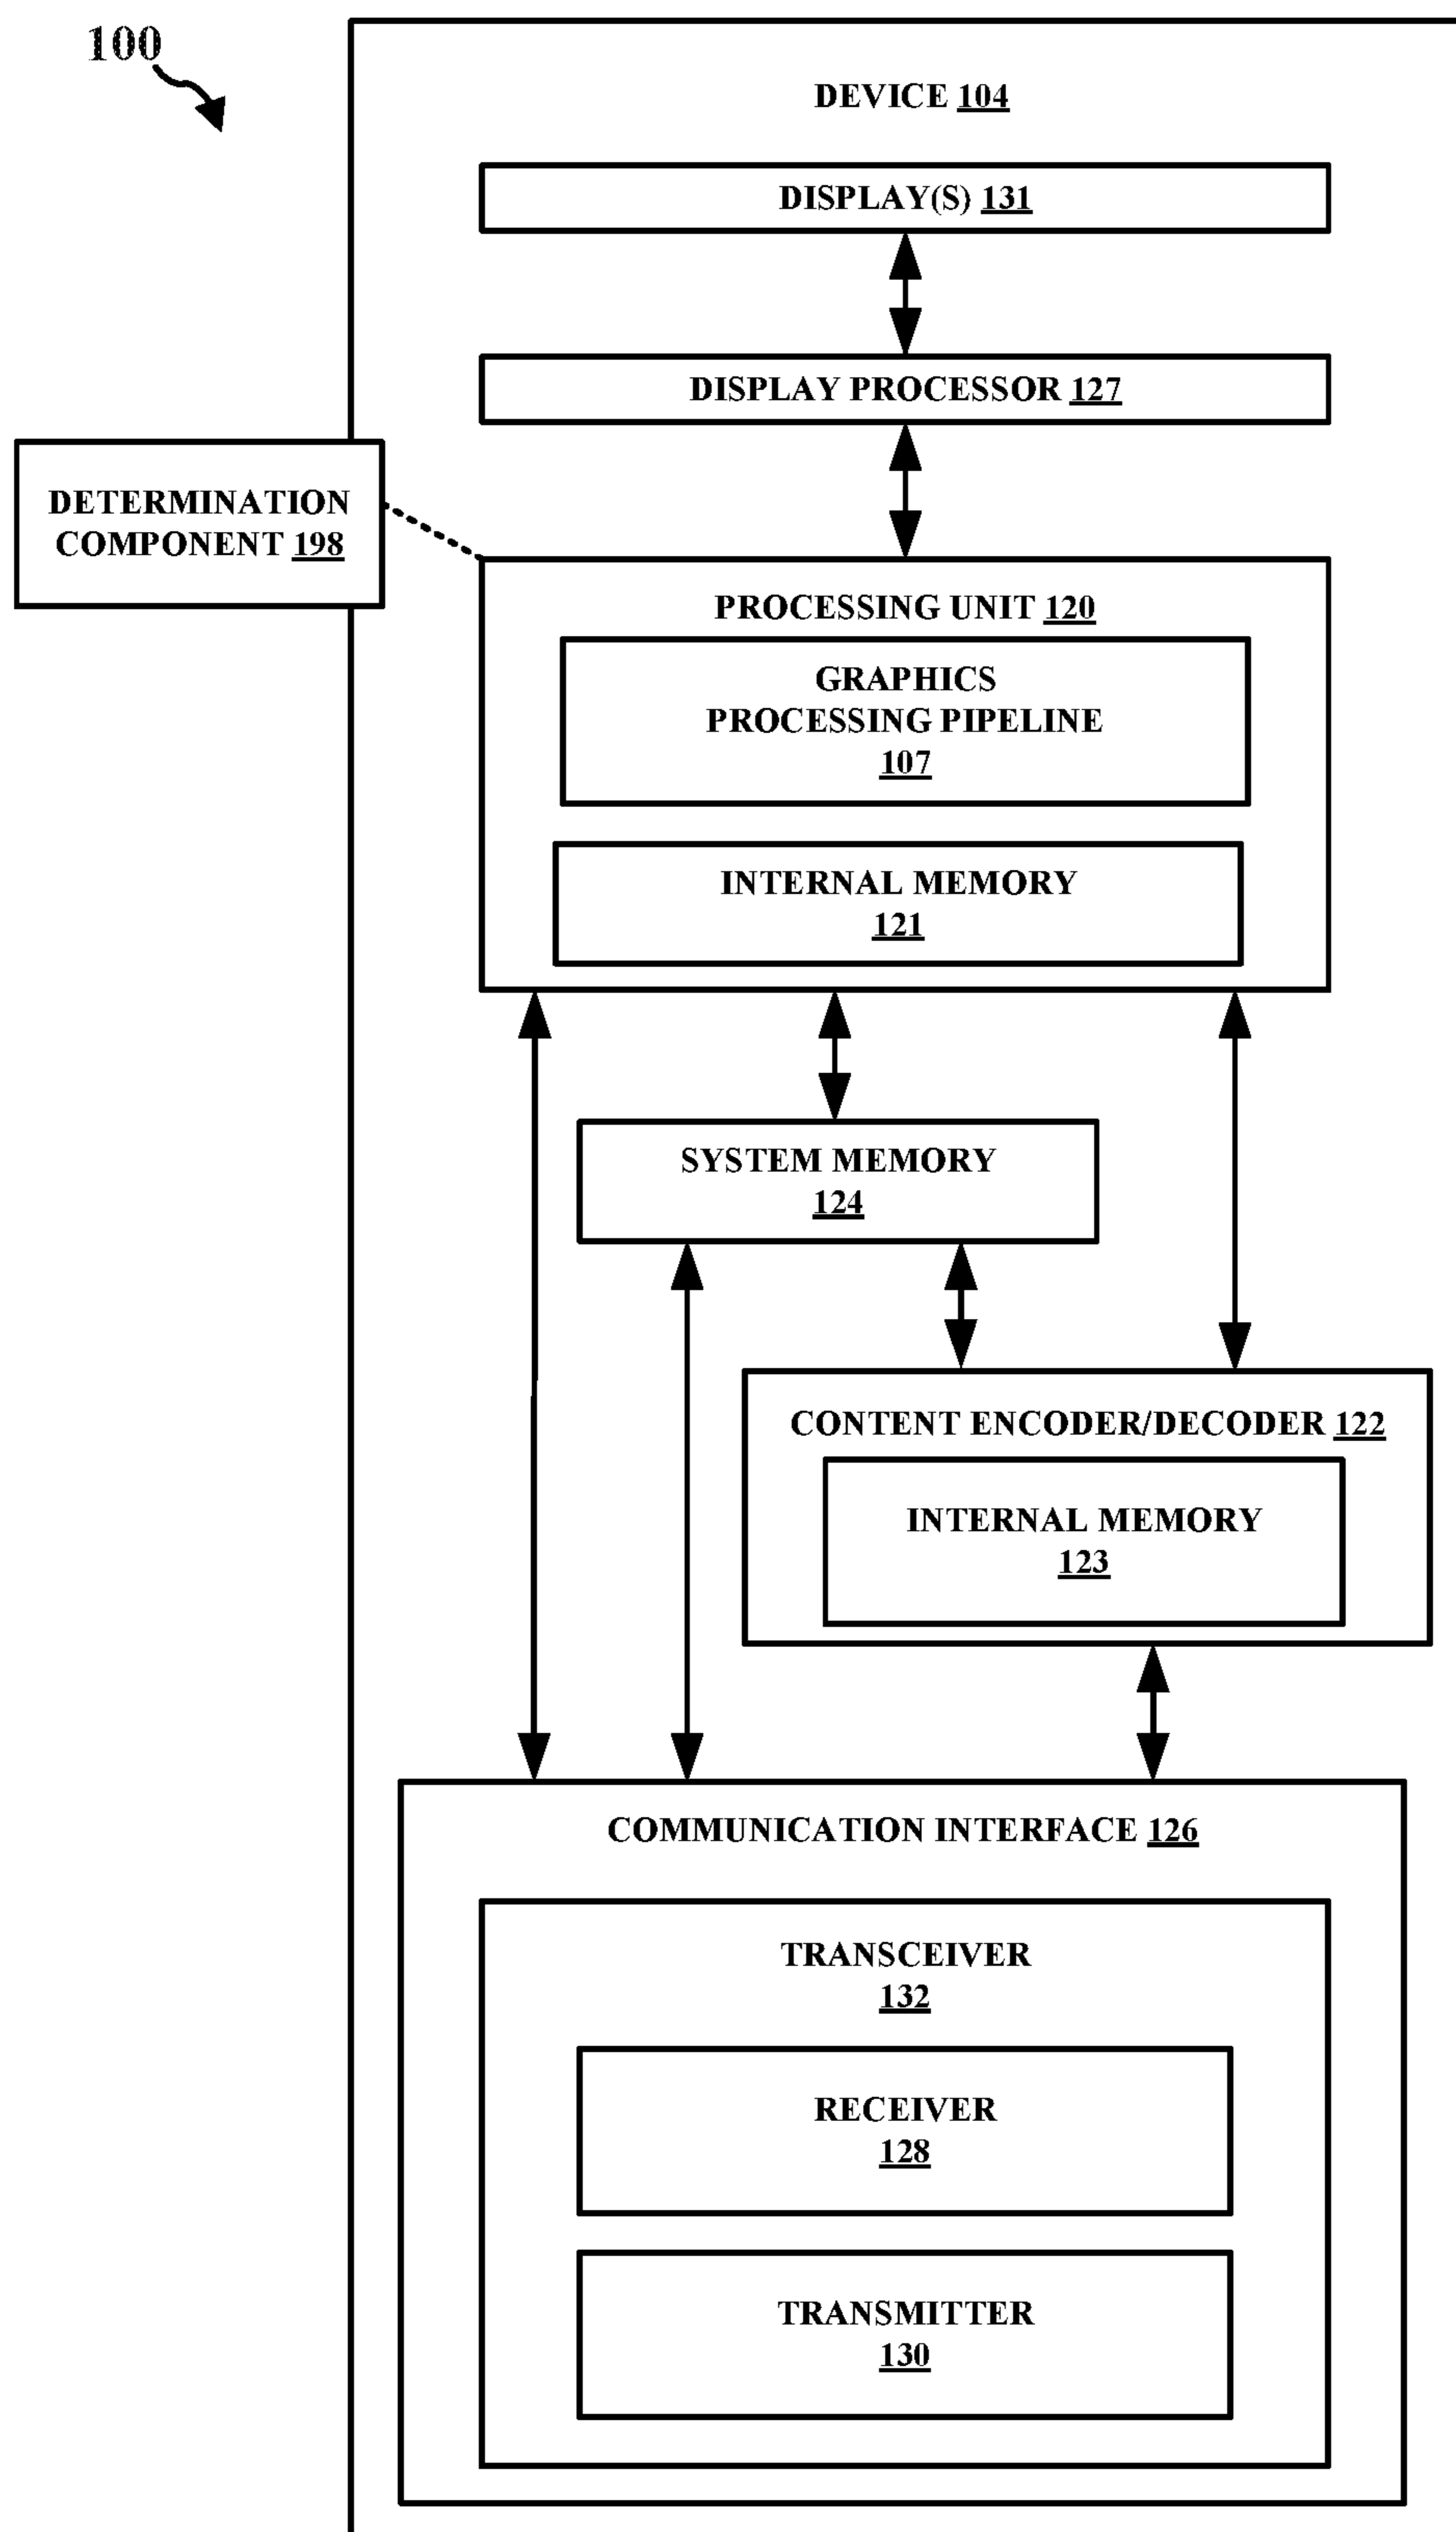 100
DEVICE 104
DISPLAY(S) 131
DISPLAY PROCESSOR 127
DETERMINATION
COMPONENT 198
PROCESSING UNIT 120
GRAPHICS
PROCESSING PIPELINE
107
INTERNAL MEMORY
121
SYSTEM MEMORY
124
CONTENT ENCODER/DECODER 122
INTERNAL MEMORY
123
COMMUNICATION INTERFACE 126
TRANSCEIVER
132
RECEIVER
128
TRANSMITTER
130